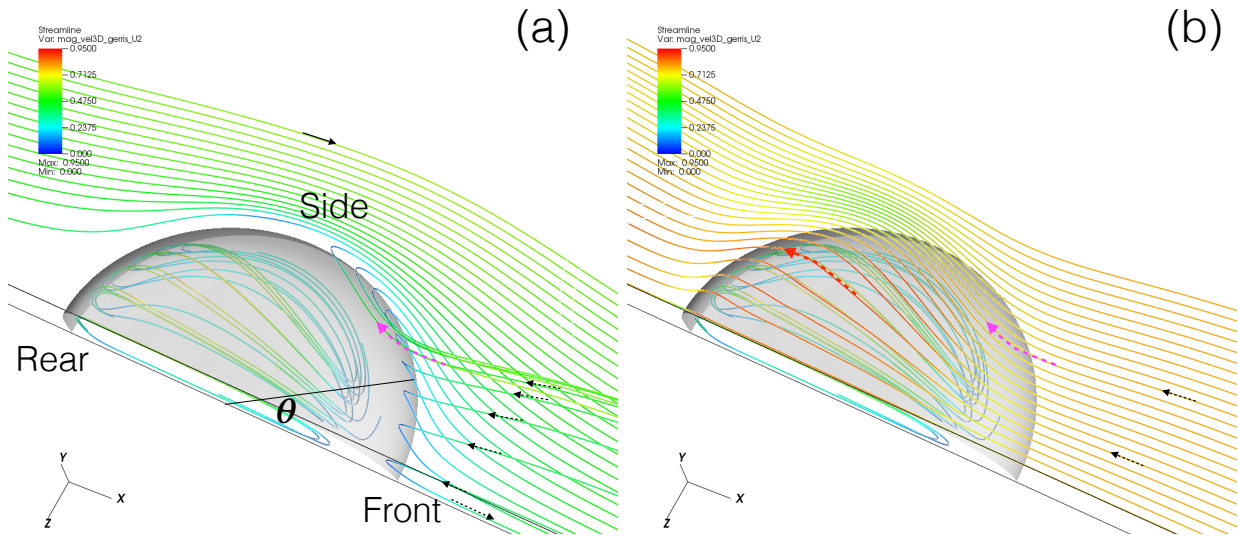 (a)
Streamline
Var: mag_vel3D_gerris_U2
0.9500
0.7125
0.4750
0.2375
0.000
Max: 0.9500
Min: 0.000
Side
Rear
θ
Front
Y
X
Z
(b)
Streamline
Var: mag_vel3D_gerris_U2
0.9500
0.7125
0.4750
0.2375
0.000
Max: 0.9500
Min: 0.000
Y
X
Z